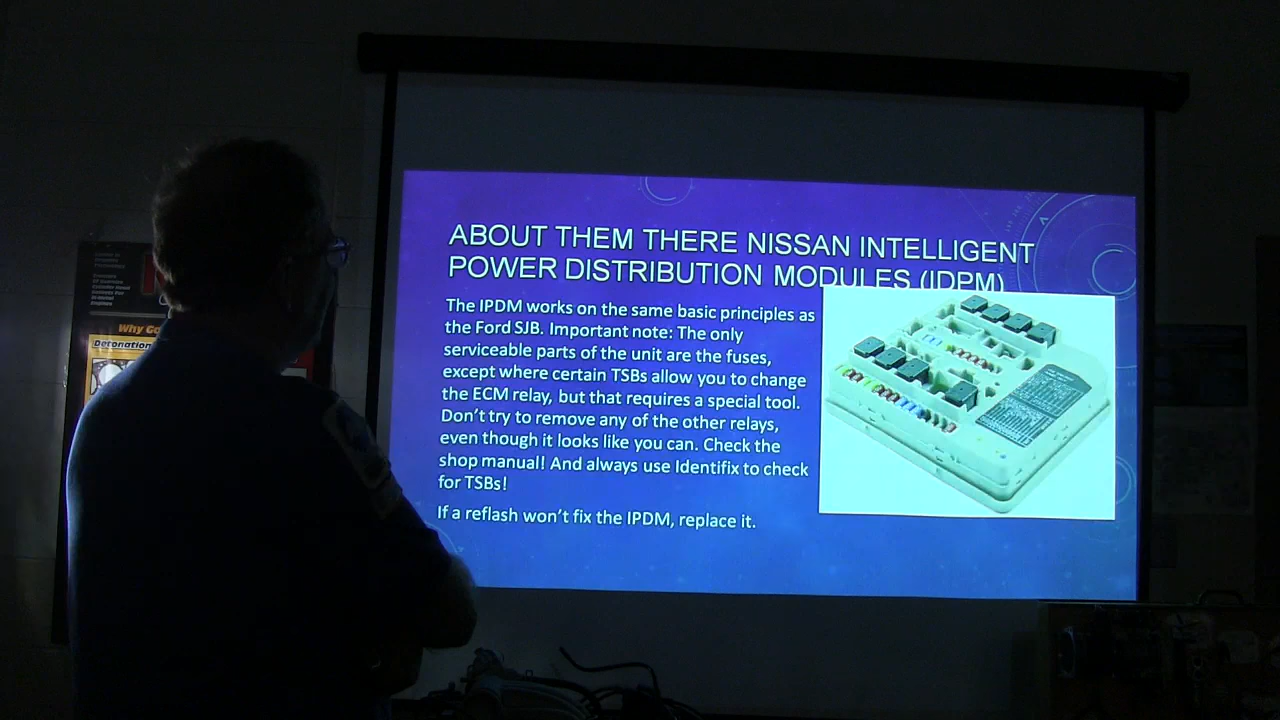 ABOUT THEM THERE NISSAN INTELLIGENT
POWER DISTRIBUTION MODULES (IDPM)
The IPDM works on the same basic principles as
the Ford SJB. Important note: The only
serviceable parts of the unit are the fuses,
except where certain TSBs allow you to change
the ECM relay, but that requires a special tool.
Don't try to remove any of the other relays,
even though it looks like you can. Check the
shop manual! And always use Identifix to check
for TSBs!
If a reflash won't fix the IPDM, replace it.
Why Go
Detonation